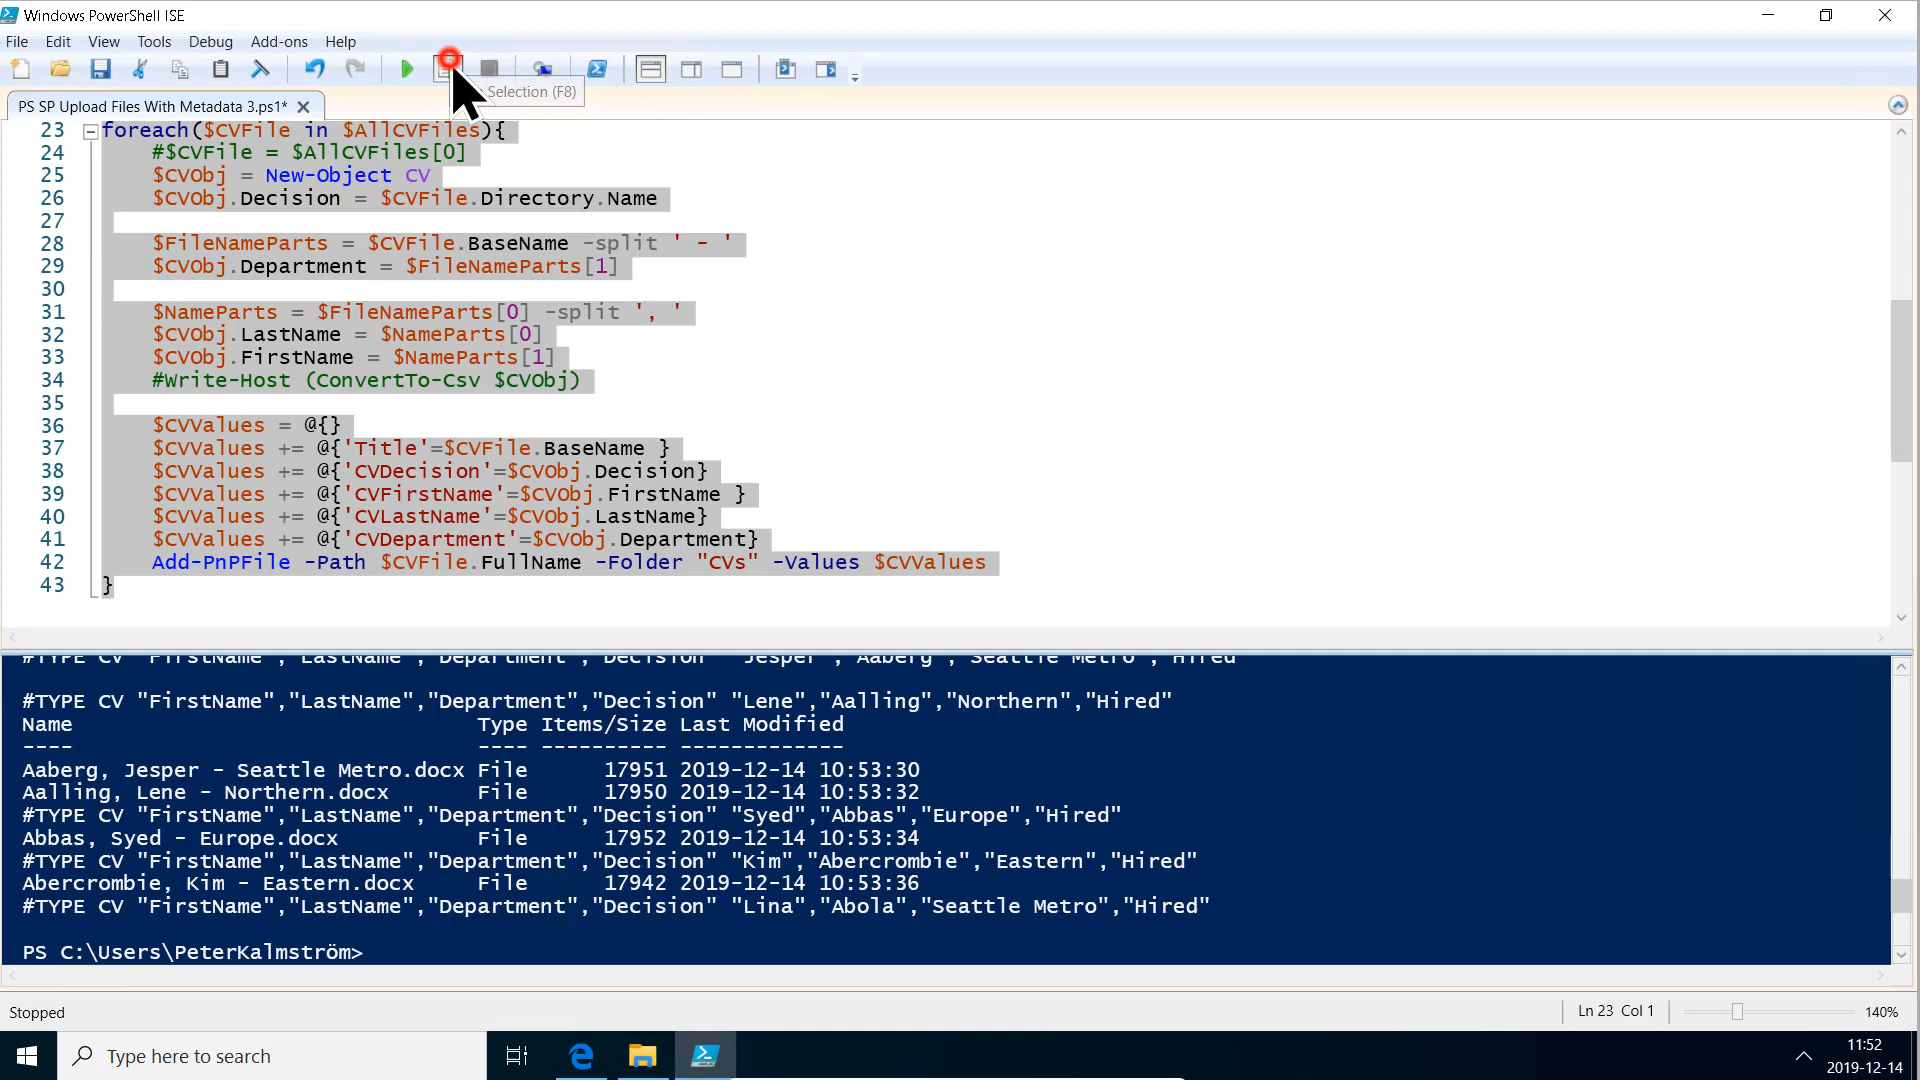 Windows PowerShell ISE
File Edit View Tools Debug Add-ons Help
Selection (F8)
PS SP Upload Files With Metadata 3.ps1*
23 foreach($CVFile in $AllCVFiles){
24 #$CVFile = $AllCVFiles[0]
25 $CVObj = New-Object CV
26 $CVObj.Decision = $CVFile.Directory.Name
27
28 $FileNameParts = $CVFile.BaseName -split ' - '
29 $CVObj.Department = $FileNameParts[1]
30
31 $NameParts = $FileNameParts[0] -split ', '
32 $CVObj.LastName = $NameParts[0]
33 $CVObj.FirstName = $NameParts[1]
34 #Write-Host (ConvertTo-Csv $CVObj)
35
36 $CVValues = @{}
37 $CVValues += @{'Title'=$CVFile.BaseName }
38 $CVValues += @{'CVDecision'=$CVObj.Decision}
39 $CVValues += @{'CVFirstName'=$CVObj.FirstName }
40 $CVValues += @{'CVLastName'=$CVObj.LastName}
41 $CVValues += @{'CVDepartment'=$CVObj.Department}
42 Add-PnPFile -Path $CVFile.FullName -Folder "CVs" -Values $CVValues
43 }
#TYPE CV "FirstName","LastName","Department","Decision" "Jesper","Aaberg","Seattle Metro","Hired"
#TYPE CV "FirstName","LastName","Department","Decision" "Lene","Aalling","Northern","Hired"
Name Type Items/Size Last Modified
---- ---- ---------- -------------
Aaberg, Jesper - Seattle Metro.docx File 17951 2019-12-14 10:53:30
Aalling, Lene - Northern.docx File 17950 2019-12-14 10:53:32
#TYPE CV "FirstName","LastName","Department","Decision" "Syed","Abbas","Europe","Hired"
Abbas, Syed - Europe.docx File 17952 2019-12-14 10:53:34
#TYPE CV "FirstName","LastName","Department","Decision" "Kim","Abercrombie","Eastern","Hired"
Abercrombie, Kim - Eastern.docx File 17942 2019-12-14 10:53:36
#TYPE CV "FirstName","LastName","Department","Decision" "Lina","Abola","Seattle Metro","Hired"
PS C:\Users\PeterKalmström>
Stopped
Ln 23 Col 1
140%
Type here to search
11:52
2019-12-14